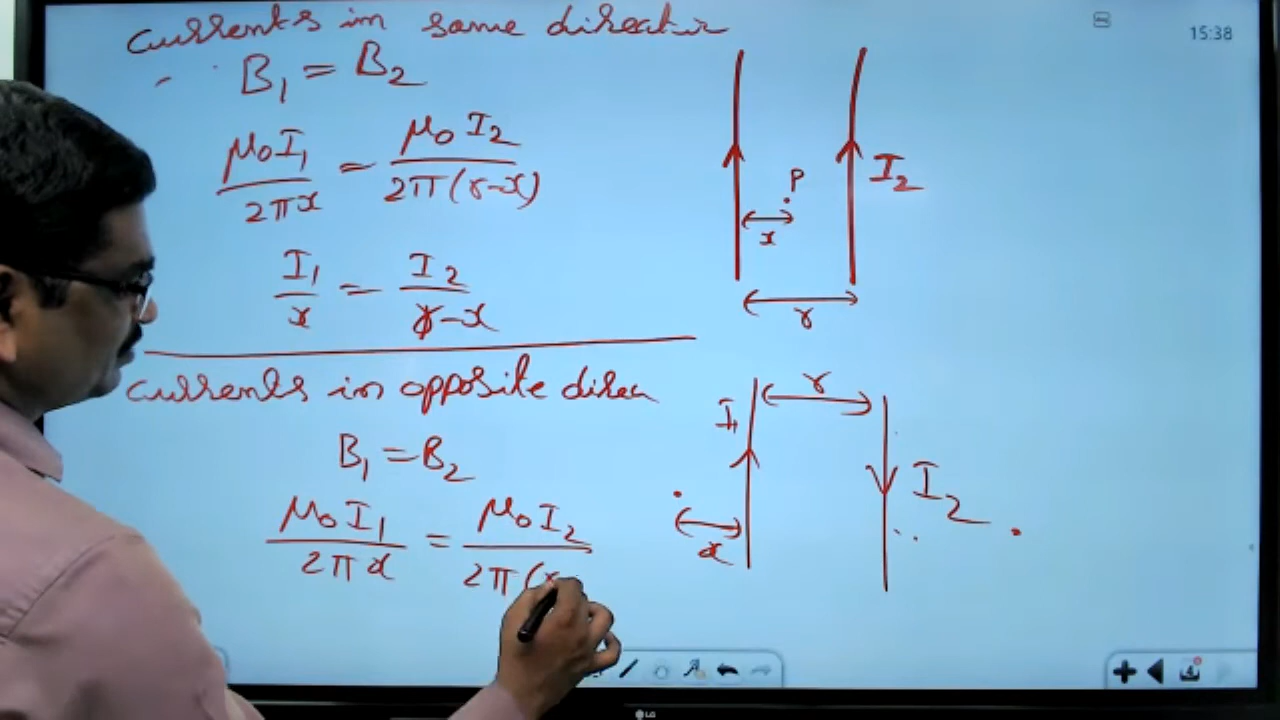 currents in same direction
15:38
B₁ = B₂
μ₀I₁ / 2πx = μ₀I₂ / 2π(r-x)
P
I₂
x
I₁ / x = I₂ / r-x
r
currents in opposite direc
r
I₁
B₁ = B₂
I₂
μ₀I₁ / 2πx = μ₀I₂ / 2π(
x
LG